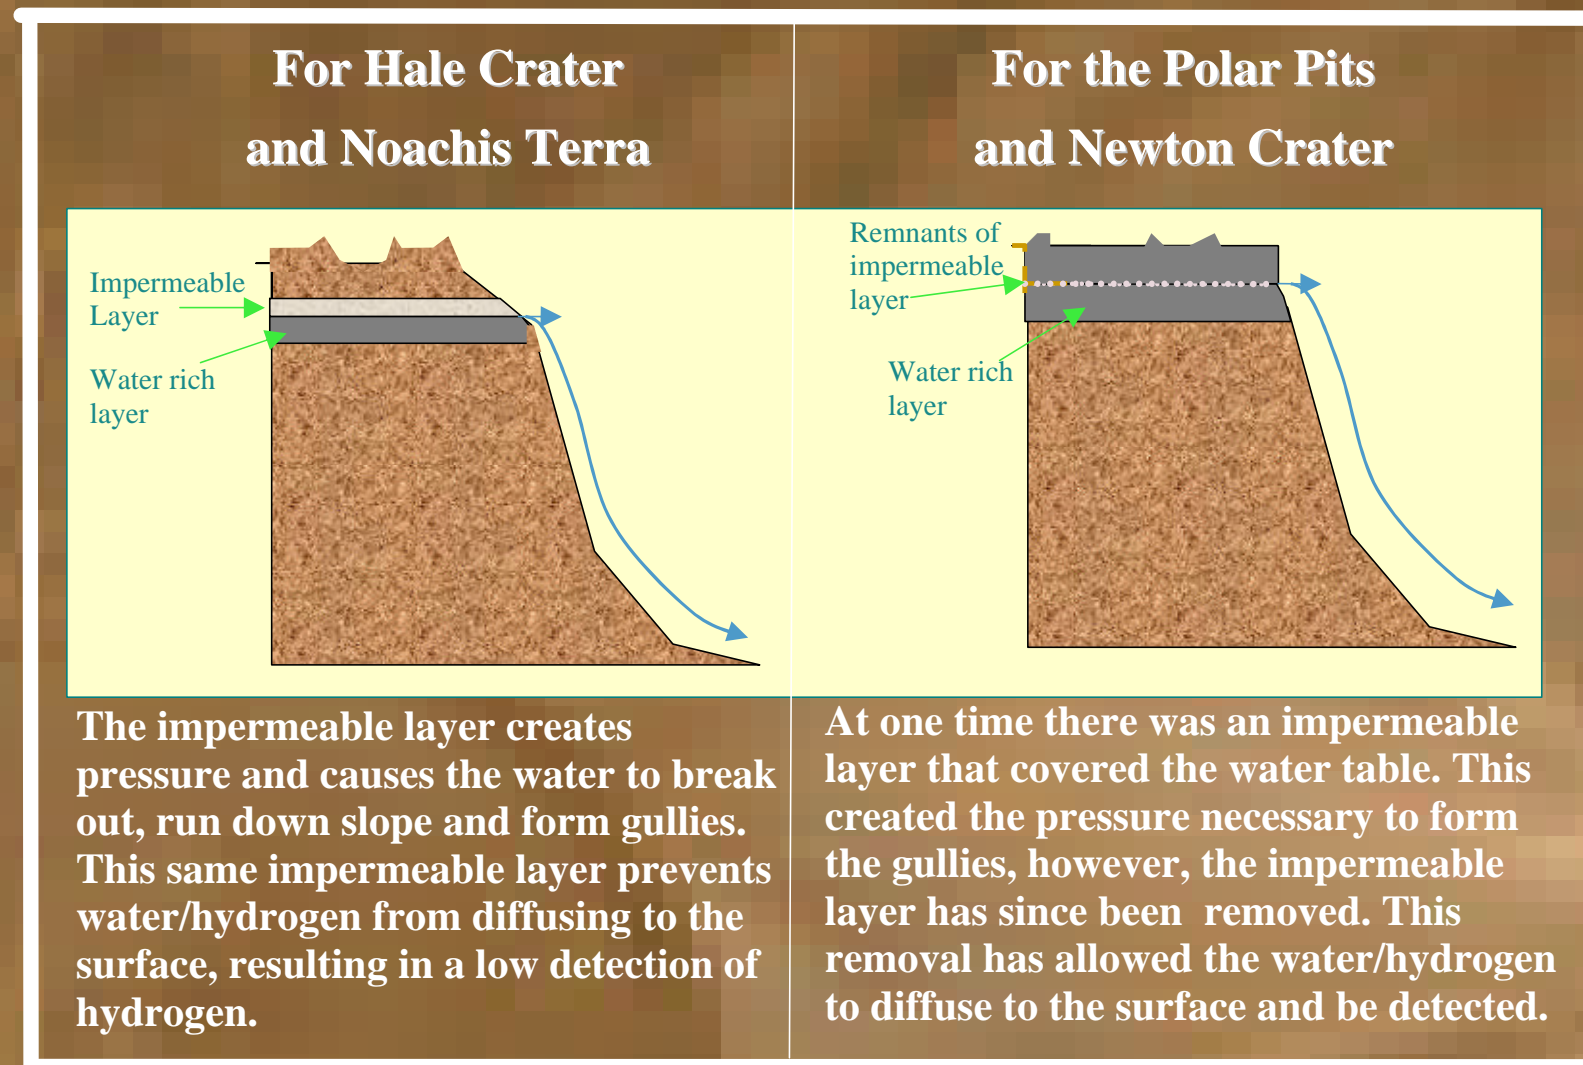 For Hale Crater
and Noachis Terra
Impermeable
Layer
Water rich
layer
The impermeable layer creates
pressure and causes the water to break
out, run down slope and form gullies.
This same impermeable layer prevents
water/hydrogen from diffusing to the
surface, resulting in a low detection of
hydrogen.
For the Polar Pits
and Newton Crater
Remnants of
impermeable
layer
Water rich
layer
At one time there was an impermeable
layer that covered the water table. This
created the pressure necessary to form
the gullies, however, the impermeable
layer has since been  removed. This
removal has allowed the water/hydrogen
to diffuse to the surface and be detected.